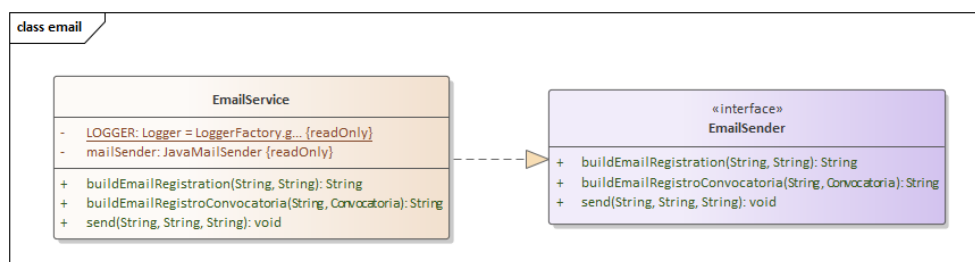 class email
EmailService
- LOGGER: Logger = LoggerFactory.g... {readOnly}
- mailSender: JavaMailSender {readOnly}
+ buildEmailRegistration(String, String): String
+ buildEmailRegistroConvocatoria(String, Convocatoria): String
+ send(String, String, String): void
«interface»
EmailSender
+ buildEmailRegistration(String, String): String
+ buildEmailRegistroConvocatoria(String, Convocatoria): String
+ send(String, String, String): void